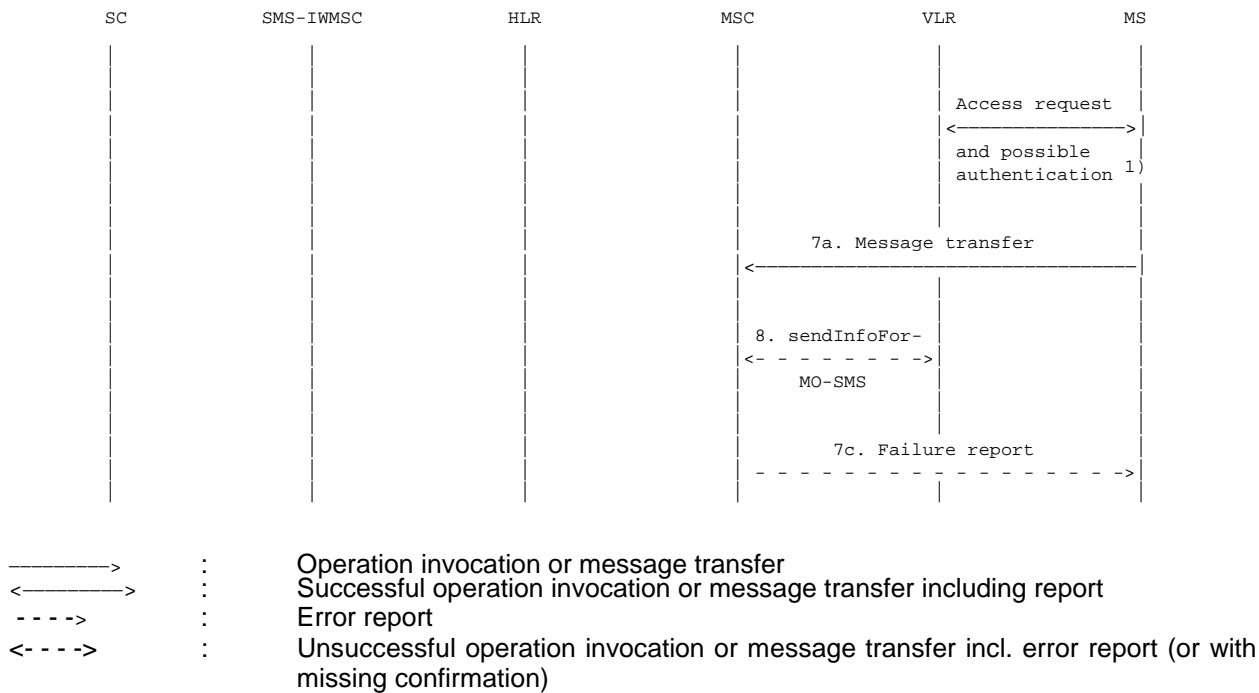 SC SMS-IWMSC HLR MSC VLR MS
Access request
and possible
authentication 1)
7a. Message transfer
8. sendInfoFor-
MO-SMS
7c. Failure report
: Operation invocation or message transfer
: Successful operation invocation or message transfer including report
: Error report
: Unsuccessful operation invocation or message transfer incl. error report (or with
missing confirmation)